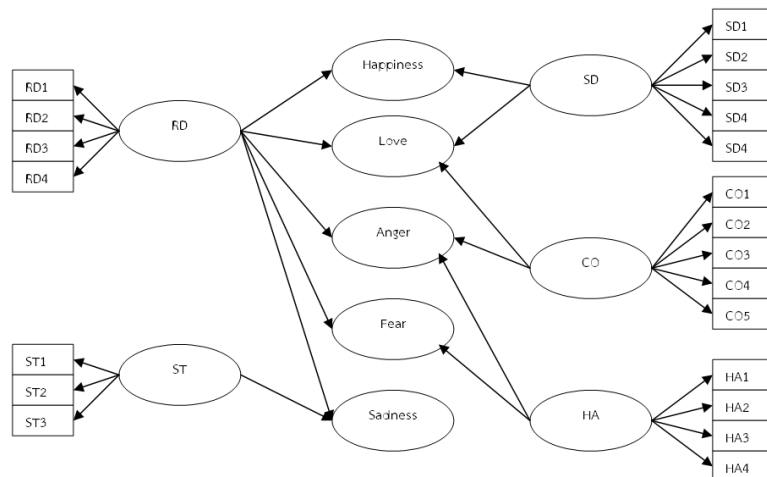 RD1
RD2
RD3
RD4
RD
ST1
ST2
ST3
ST
Happiness
Love
Anger
Fear
Sadness
SD
CO
HA
SD1
SD2
SD3
SD4
SD4
CO1
CO2
CO3
CO4
CO5
HA1
HA2
HA3
HA4